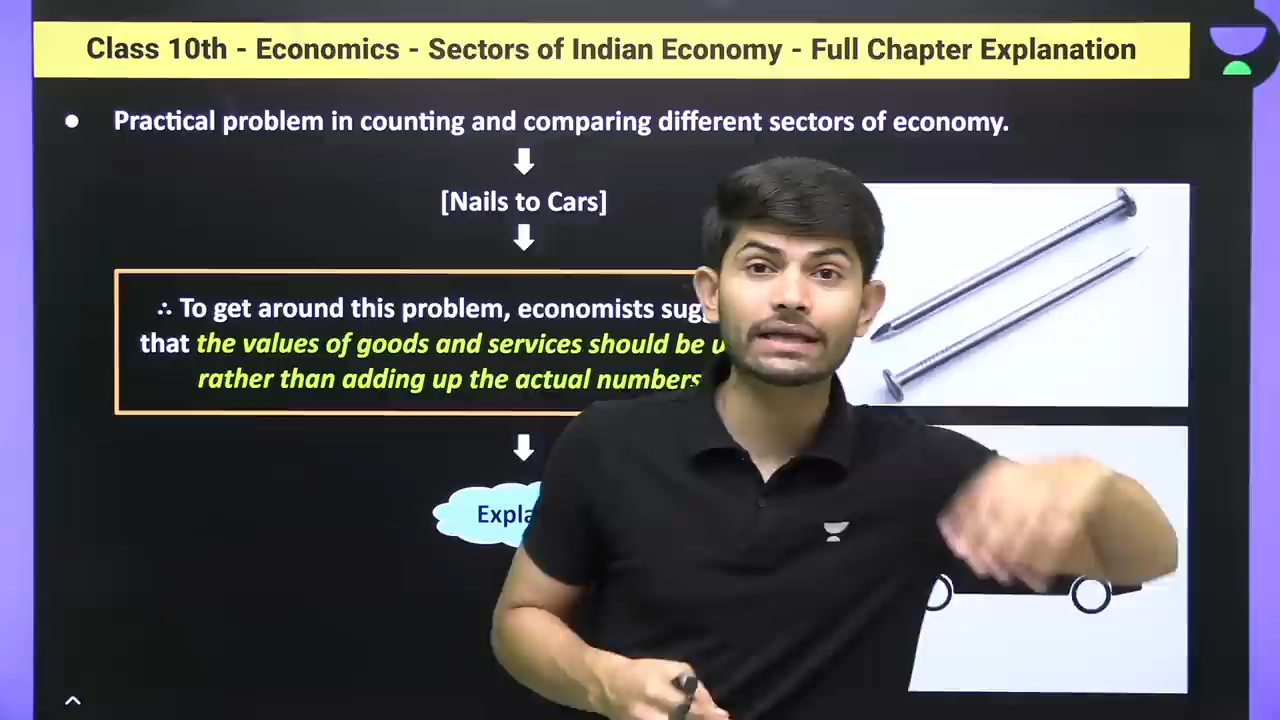 Class 10th - Economics - Sectors of Indian Economy - Full Chapter Explanation
● Practical problem in counting and comparing different sectors of economy.
[Nails to Cars]
∴ To get around this problem, economists
that the values of goods and services should be
rather than adding up the actual numbers